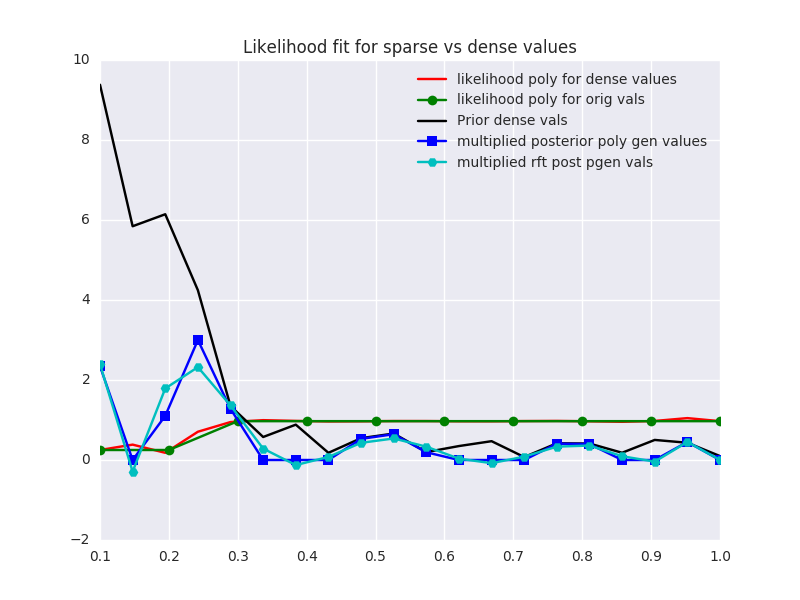 Likelihood fit for sparse vs dense values
likelihood poly for dense values
likelihood poly for orig vals
Prior dense vals
multiplied posterior poly gen values
multiplied rft post pgen vals
10
8
6
4
2
0
−2
0.1 0.2 0.3 0.4 0.5 0.6 0.7 0.8 0.9 1.0